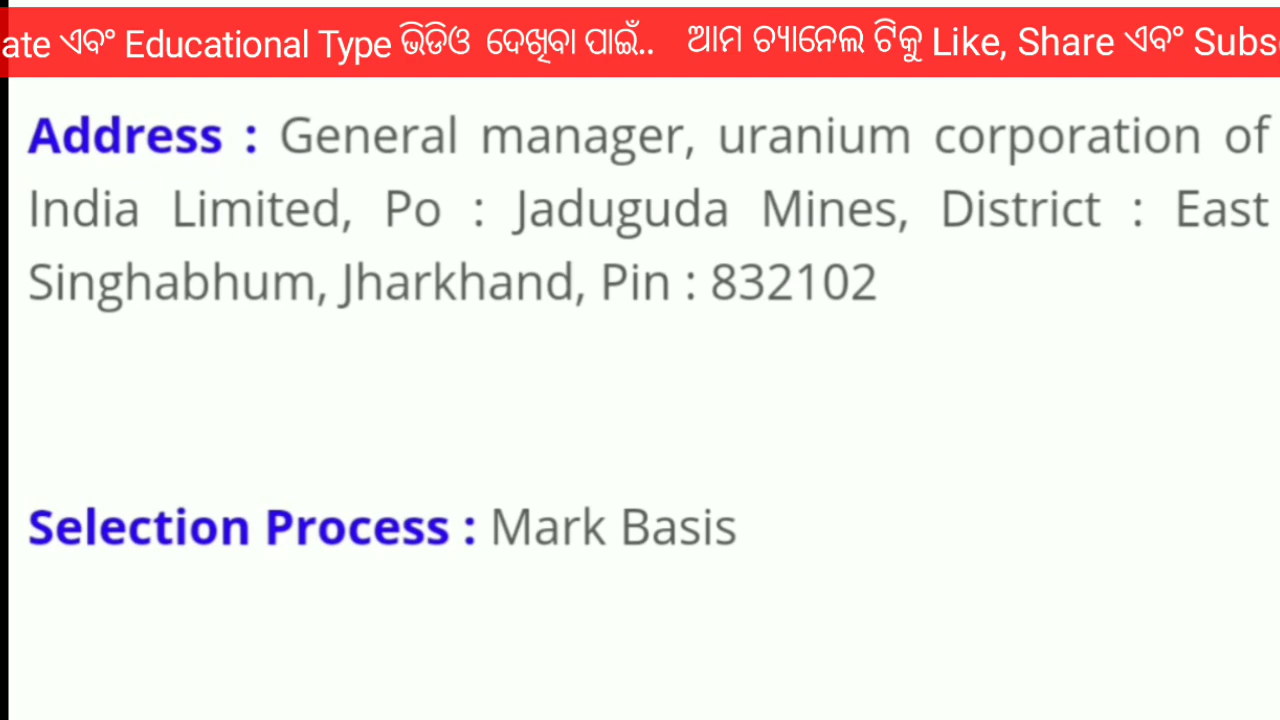 ate ଏବଂ Educational Type ଭିଡିଓ ଦେଖିବା ପାଇଁ.. ଆମ ଚ୍ୟାନେଲ ଟିକୁ Like, Share ଏବଂ Subs
Address : General manager, uranium corporation of
India Limited, Po : Jaduguda Mines, District : East
Singhabhum, Jharkhand, Pin : 832102
Selection Process : Mark Basis